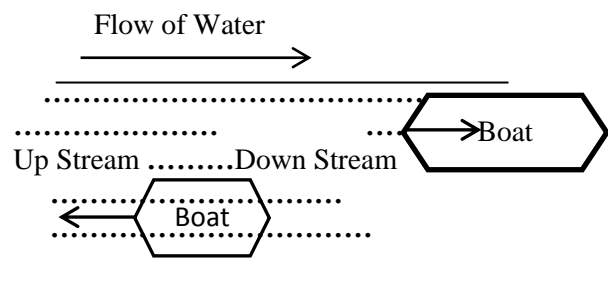 Flow of Water
Boat
Up Stream .........Down Stream
Boat